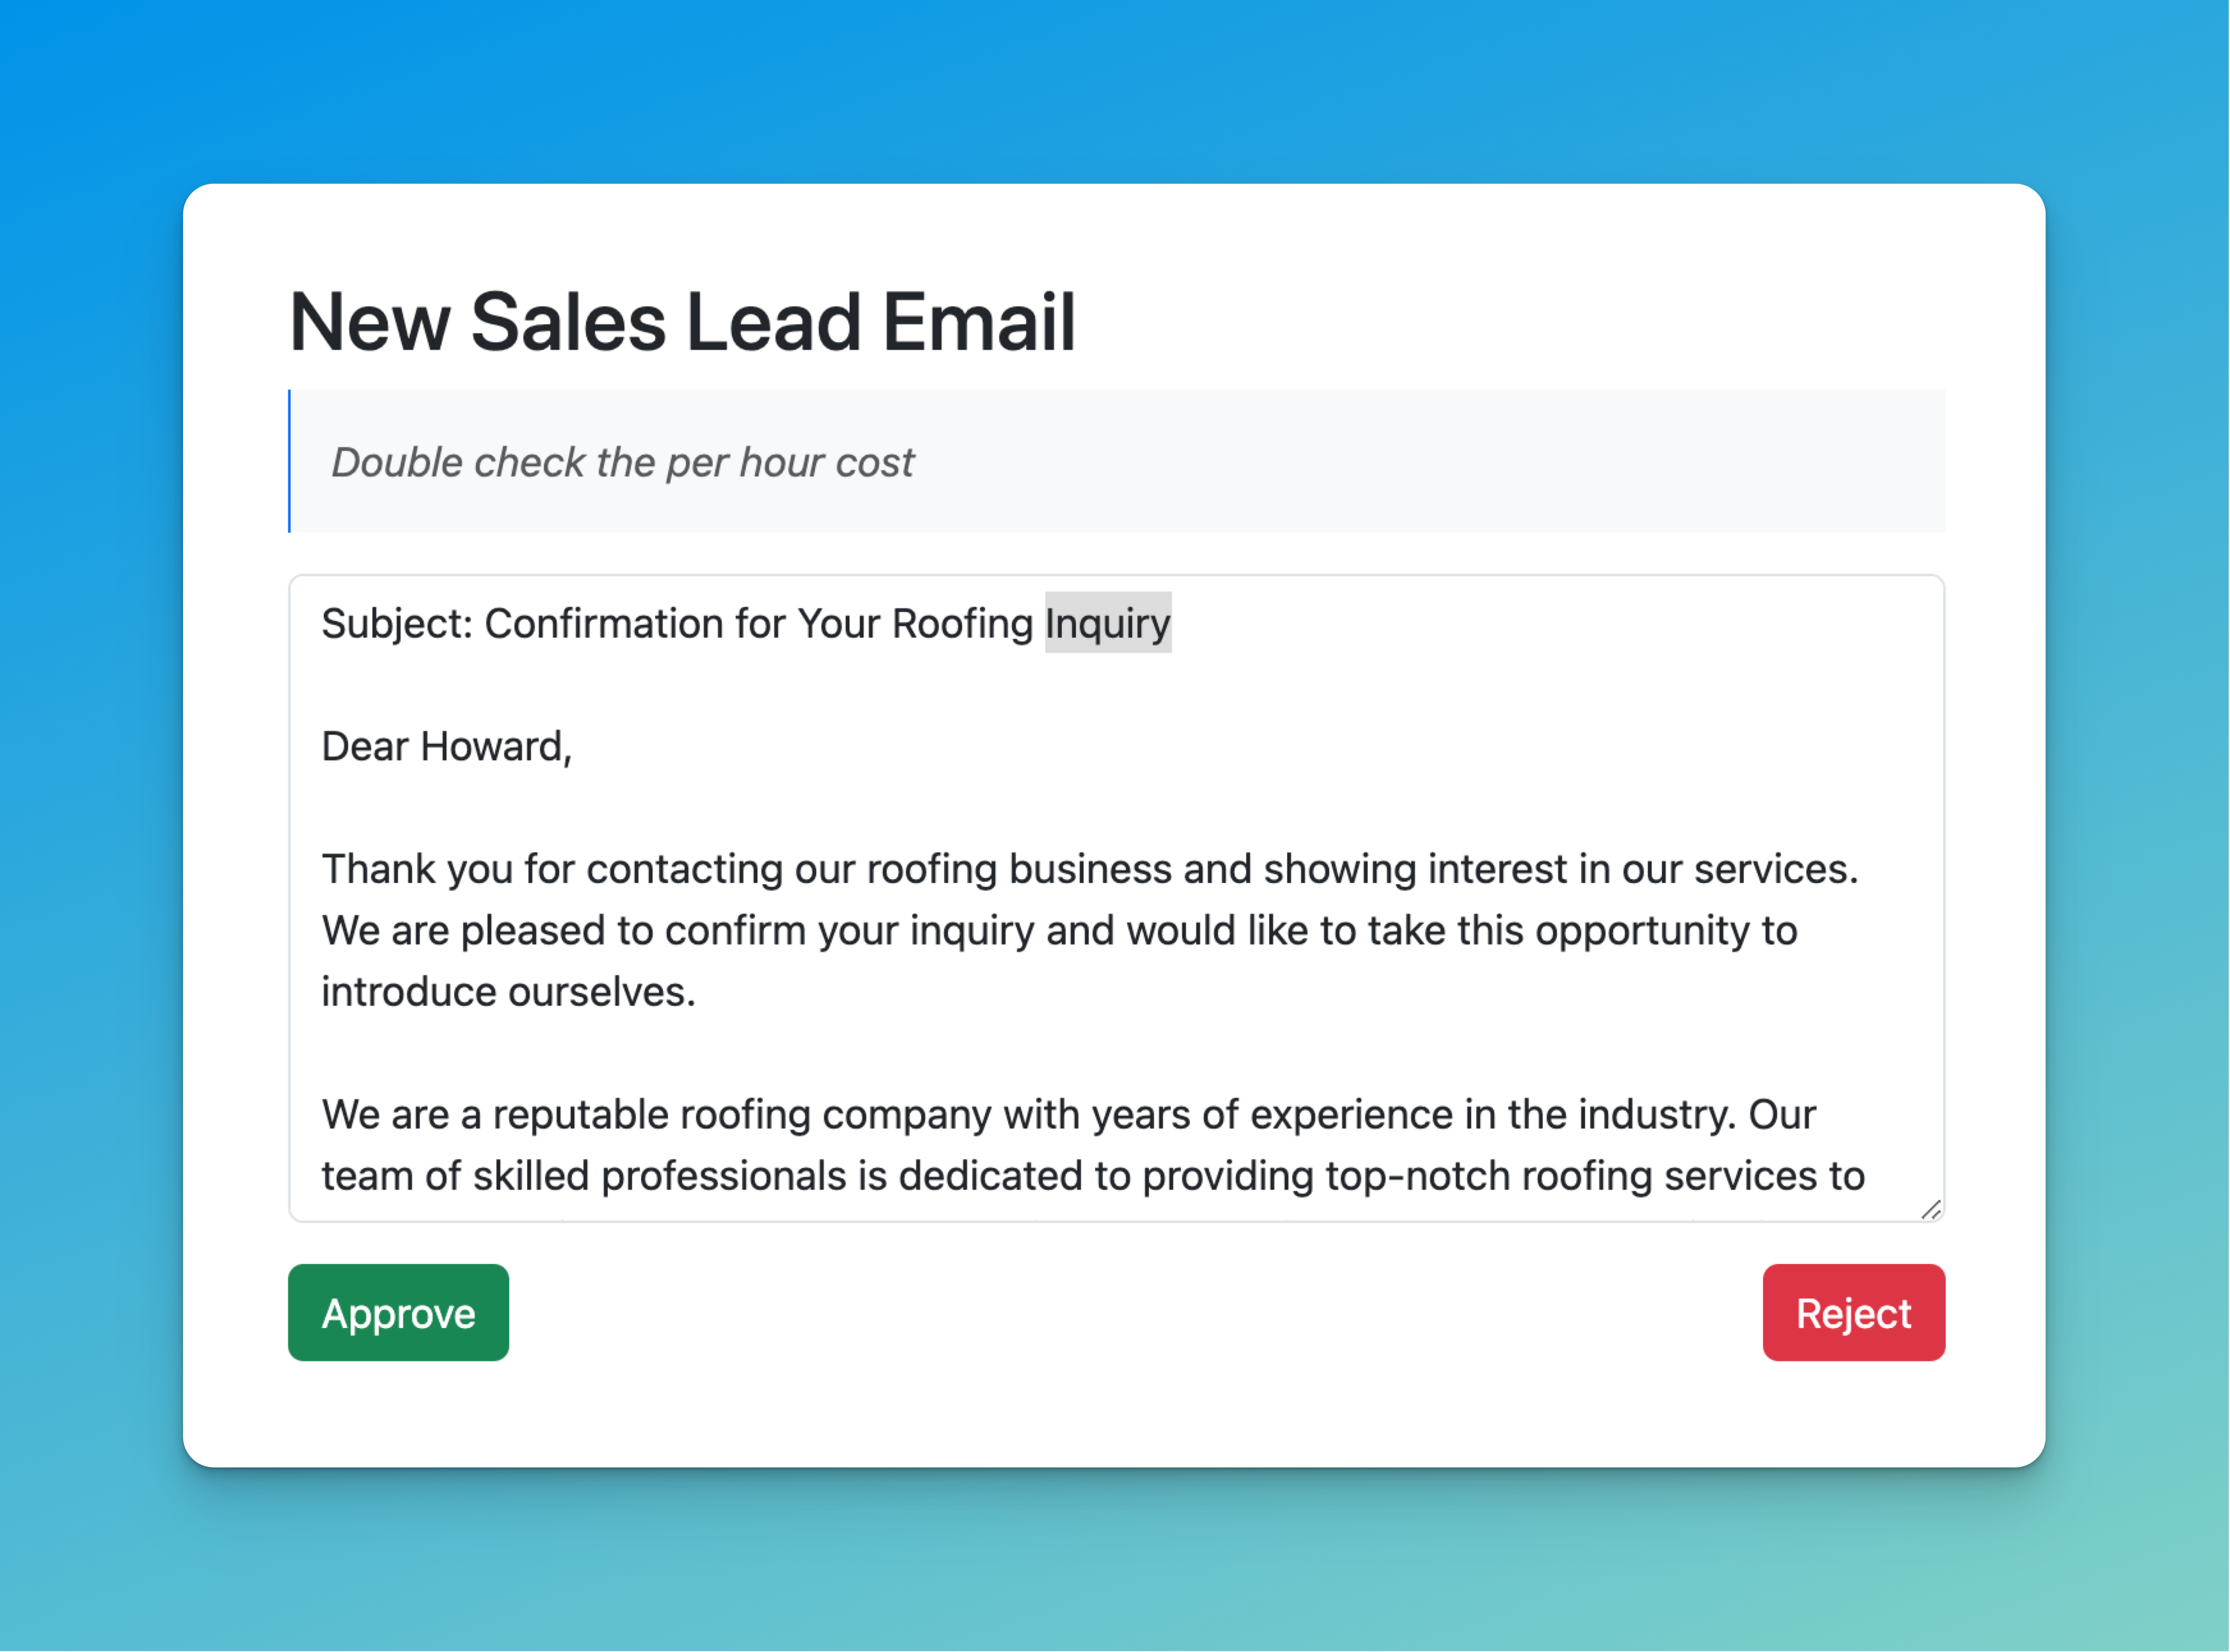 New Sales Lead Email
Double check the per hour cost
Subject: Confirmation for Your Roofing Inquiry
Dear Howard,
Thank you for contacting our roofing business and showing interest in our services.
We are pleased to confirm your inquiry and would like to take this opportunity to
introduce ourselves.
We are a reputable roofing company with years of experience in the industry. Our
team of skilled professionals is dedicated to providing top-notch roofing services to
Approve
Reject